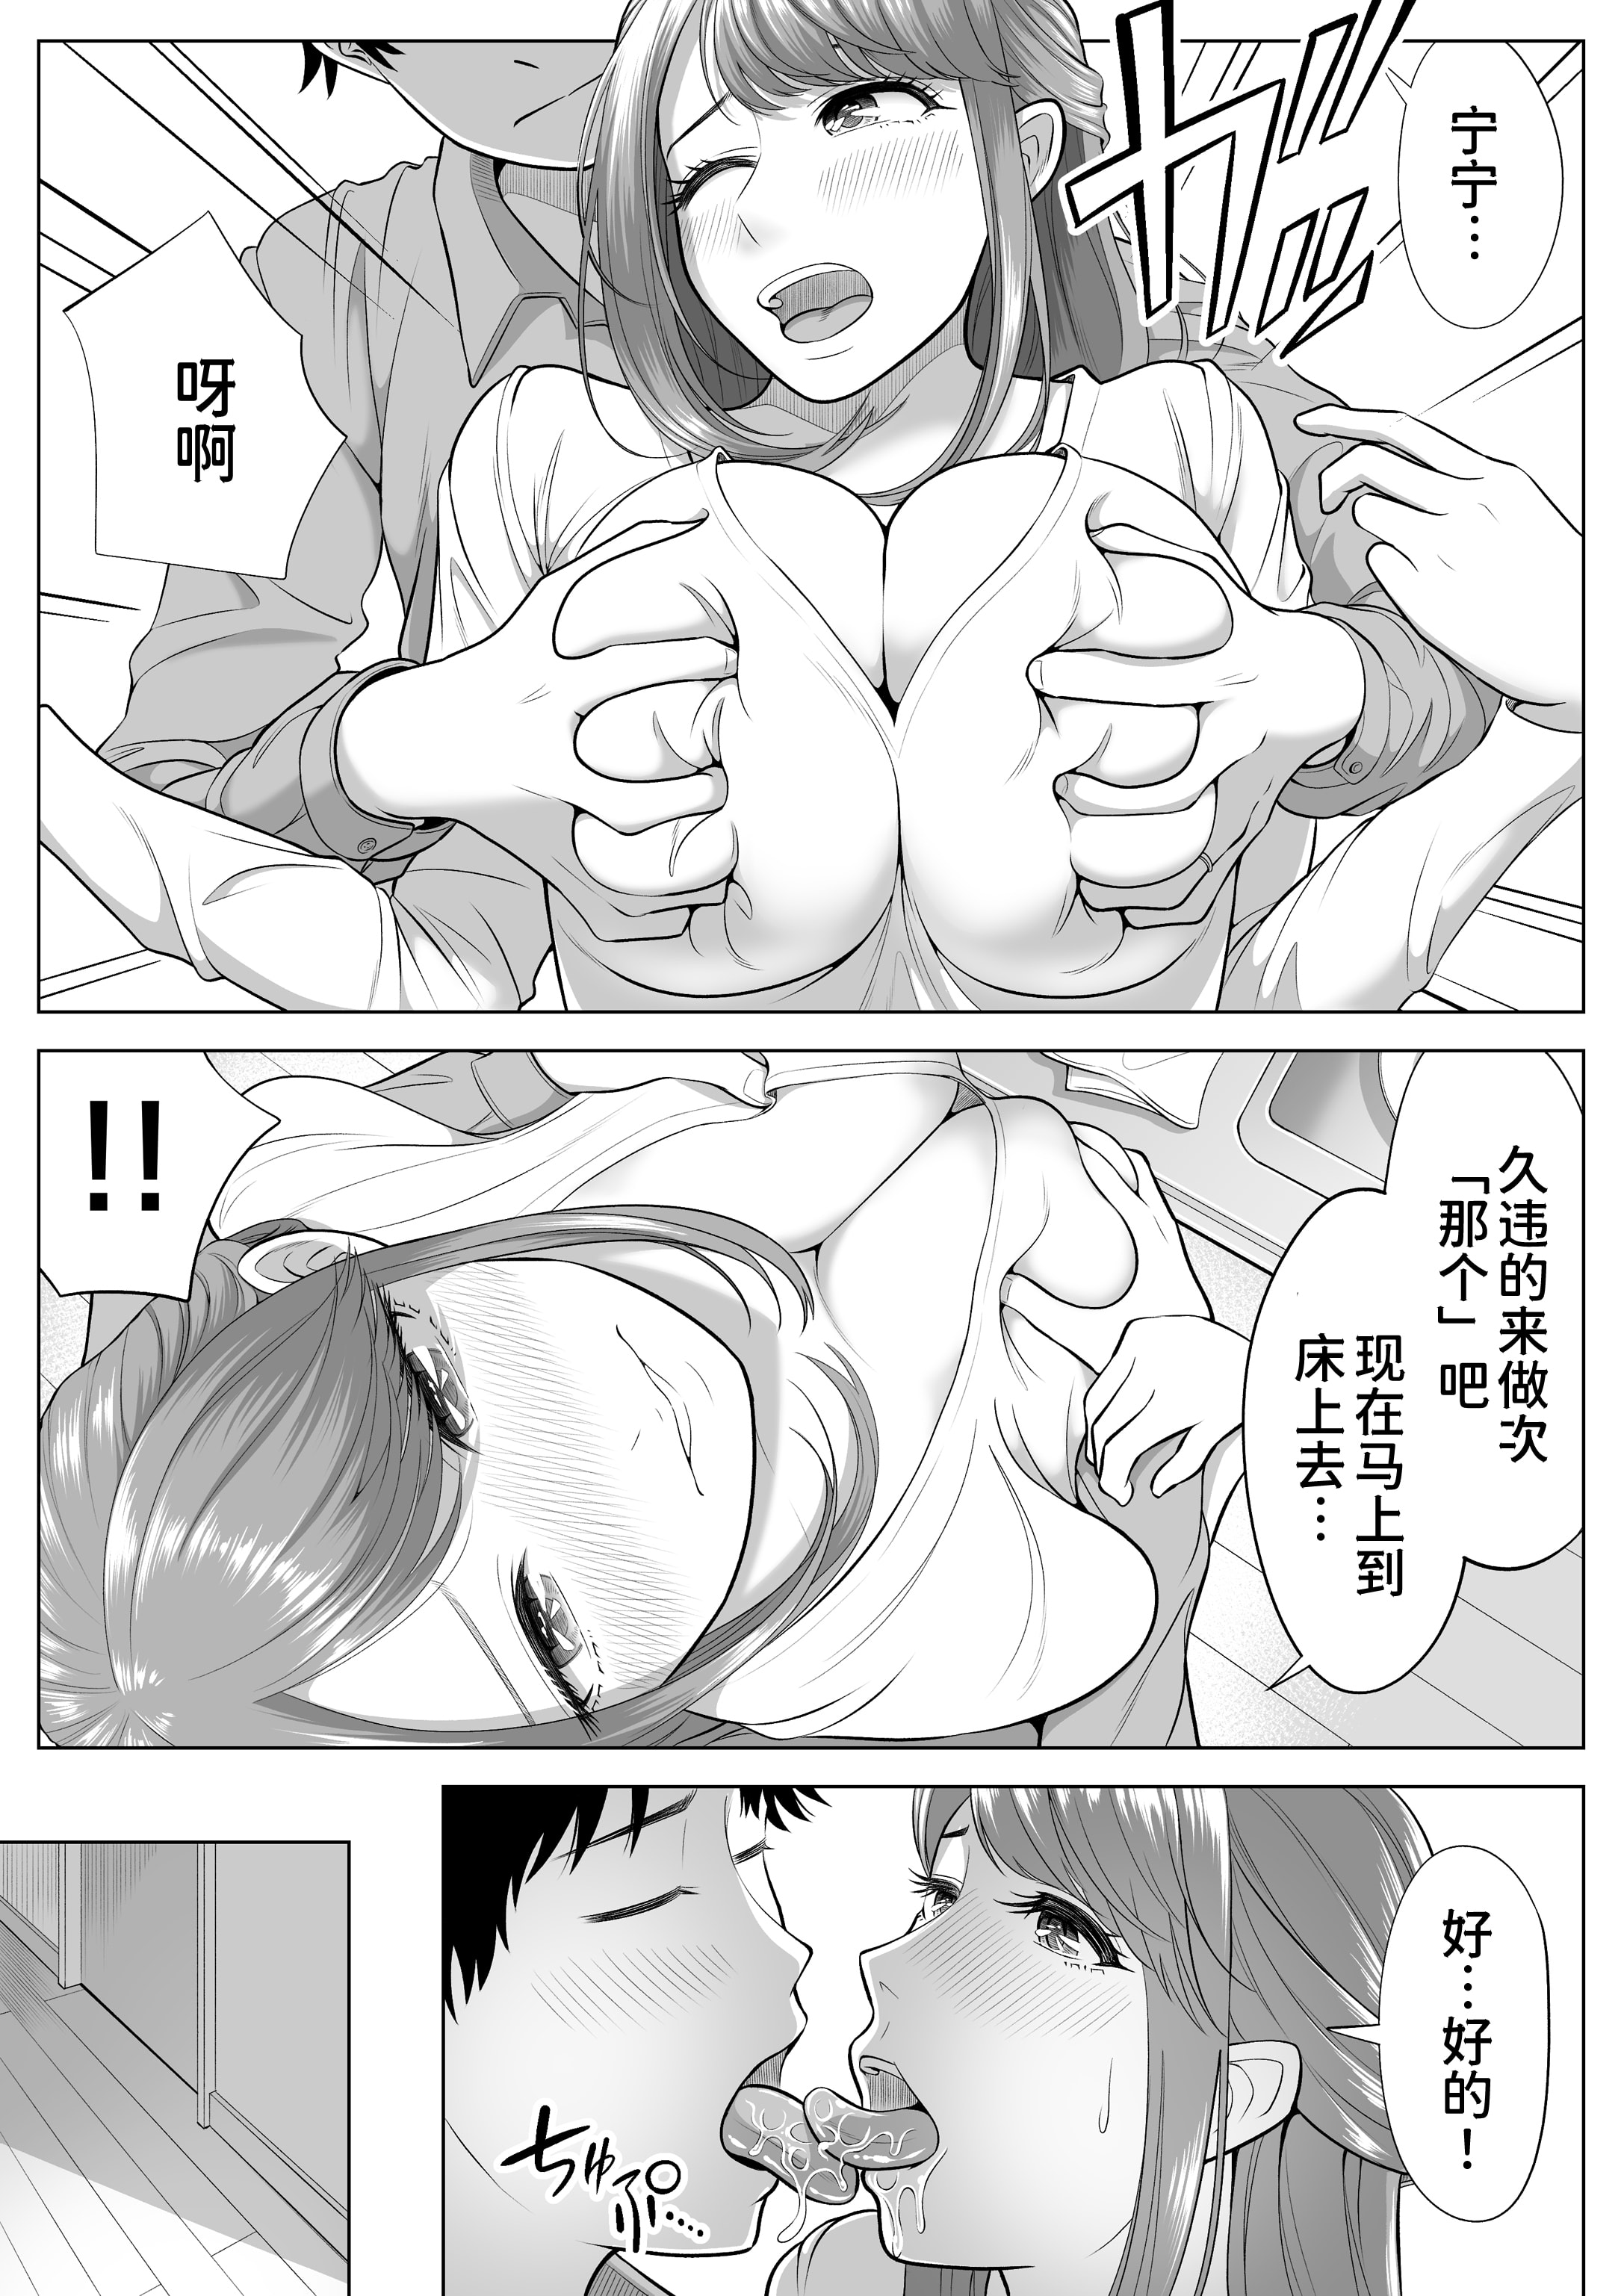 宁宁…
ガバッ
呀啊
久违的来做次
「那个」吧
现在马上到
床上去…
!!
好…好的！
ちゅぷ……